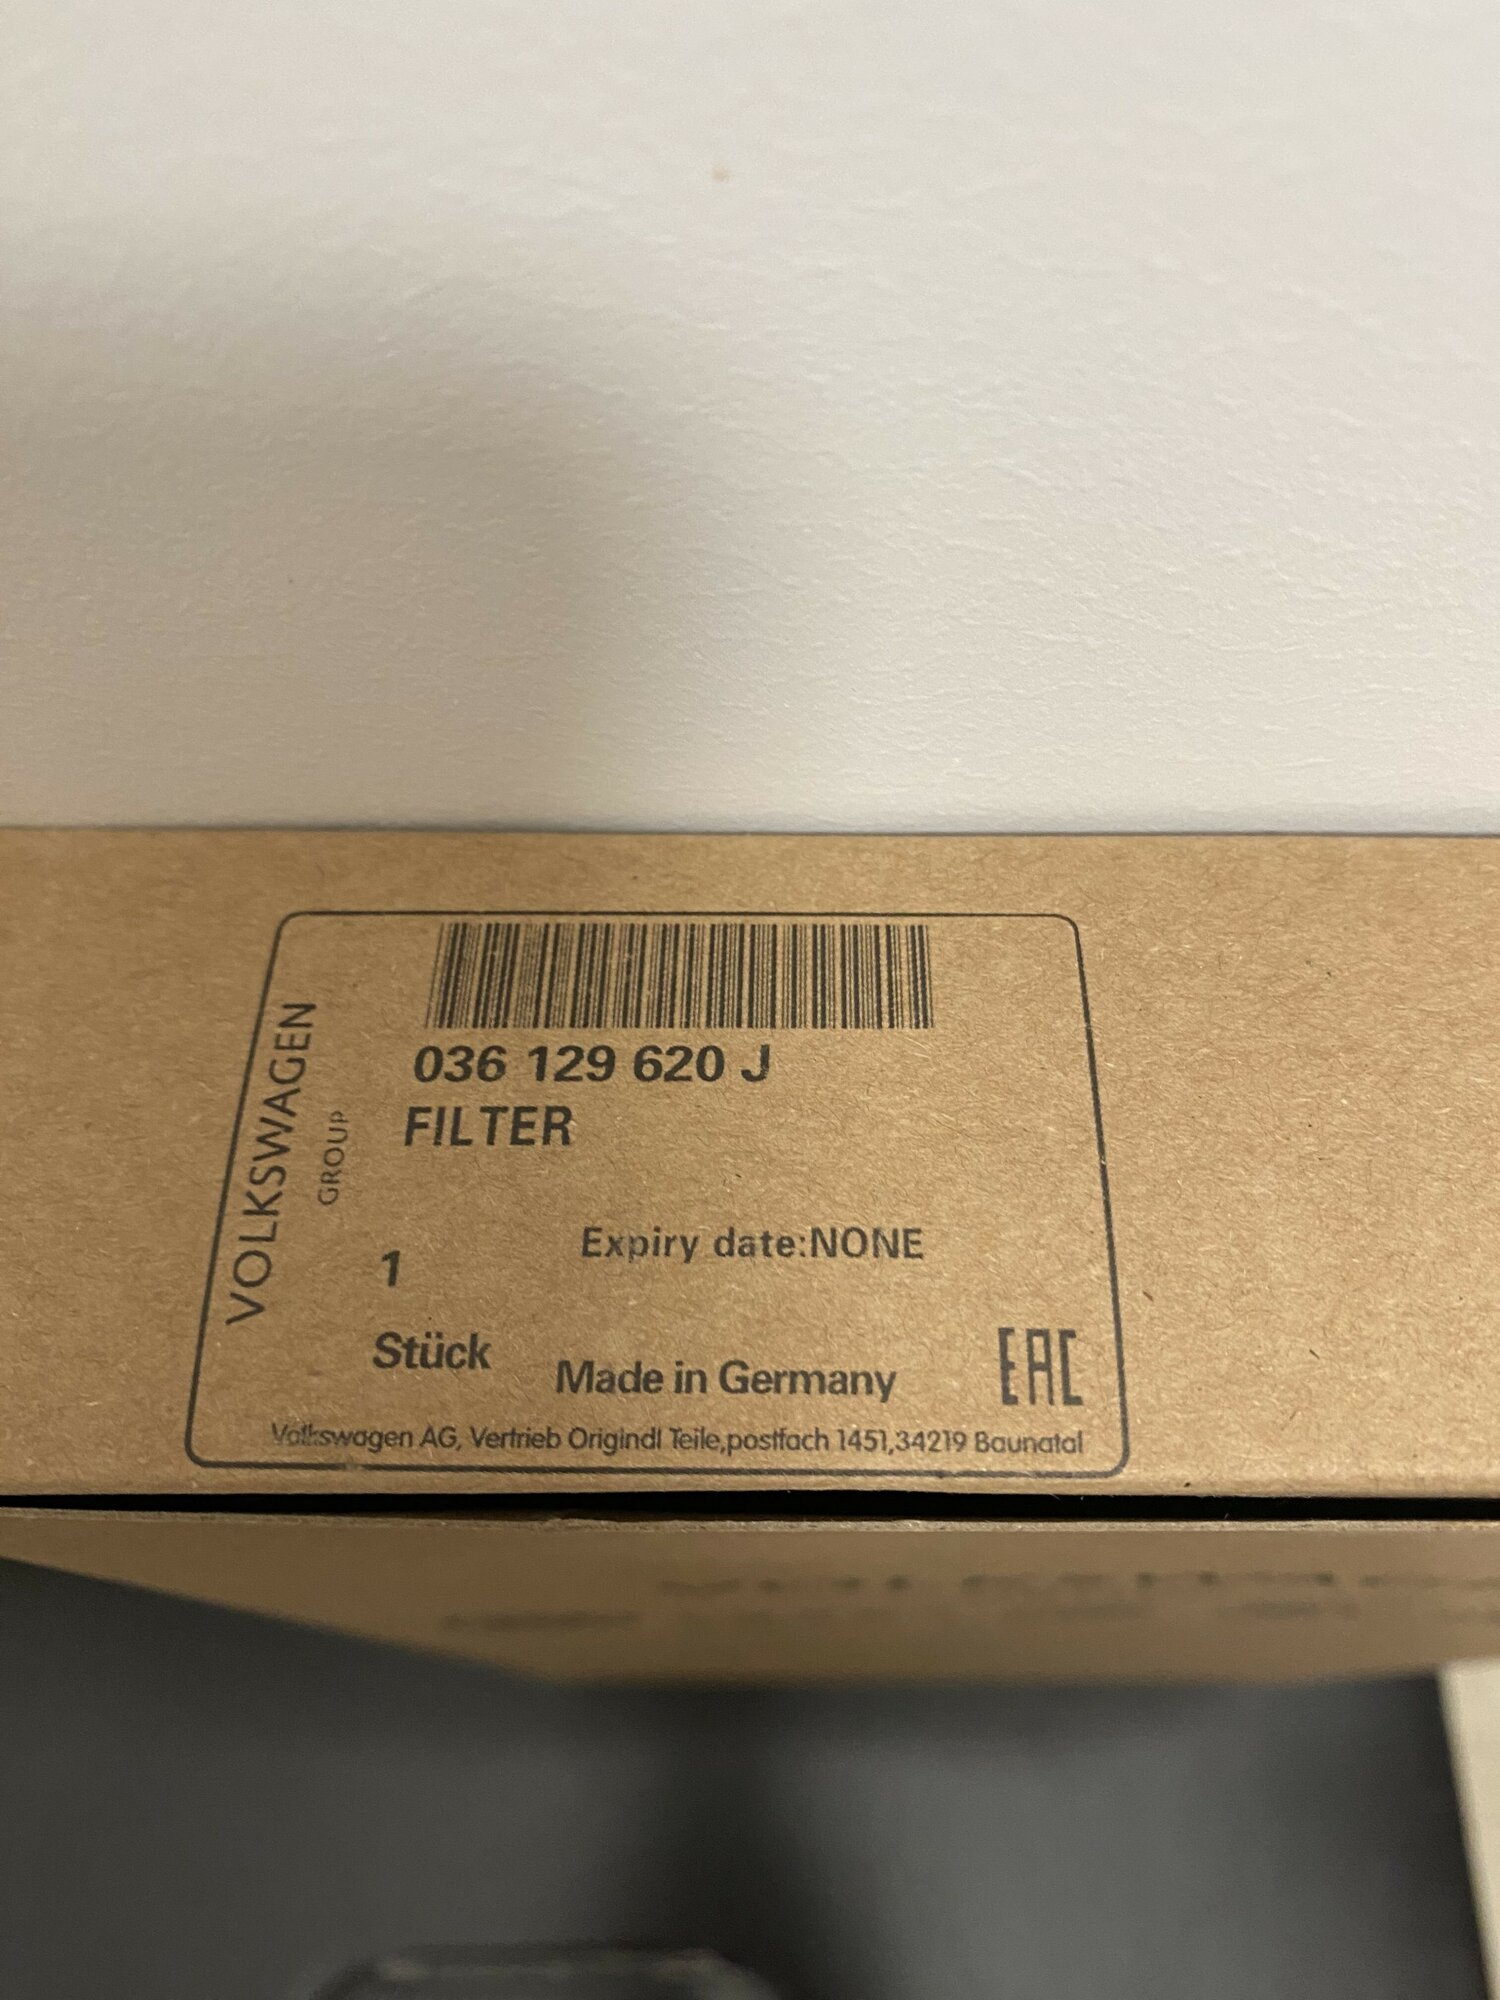 VOLKSWAGEN
GROUP
036 129 620 J
FILTER
Expiry date:NONE
1
Stück
Made in Germany
EAC
Volkswagen AG, Vertrieb Origindl Teile,postfach 1451,34219 Baunatal